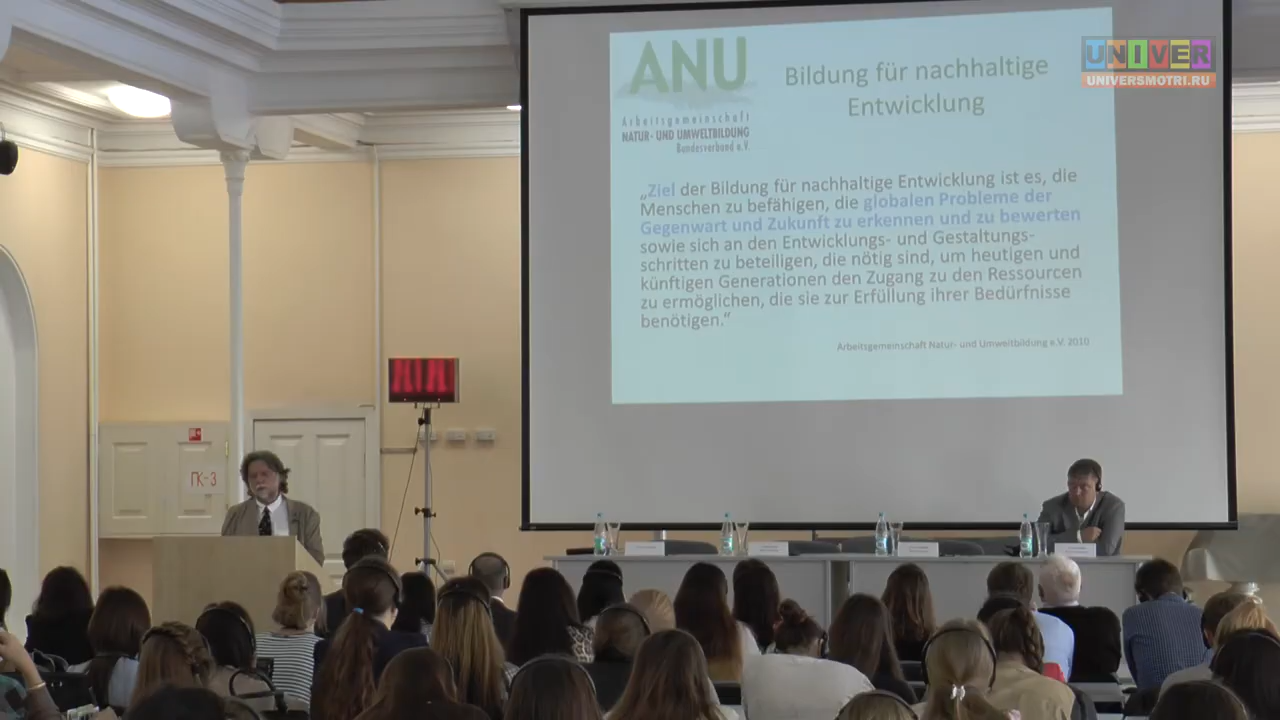 UNIVER
UNIVERSMOTRI.RU
ANU
Arbeitsgemeinschaft
NATUR- UND UMWELTBILDUNG
Bundesverband e.V.
Bildung für nachhaltige
Entwicklung
„Ziel der Bildung für nachhaltige Entwicklung ist es, die
Menschen zu befähigen, die globalen Probleme der
Gegenwart und Zukunft zu erkennen und zu bewerten
sowie sich an den Entwicklungs- und Gestaltungs-
schritten zu beteiligen, die nötig sind, um heutigen und
künftigen Generationen den Zugang zu den Ressourcen
zu ermöglichen, die sie zur Erfüllung ihrer Bedürfnisse
benötigen.“
Arbeitsgemeinschaft Natur- und Umweltbildung e.V. 2010
ПК-3